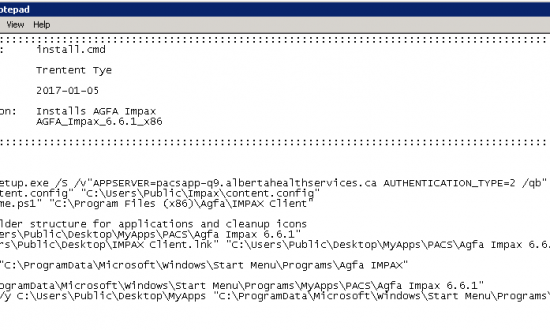 otepad
View Help
::::::::::::::::::::::::::::::::::::::::::::::::::::::::::::::::::::::::::::::
: install.cmd
Trentent Tye
2017-01-05
on: Installs AGFA Impax
AGFA_Impax_6.6.1_x86
::::::::::::::::::::::::::::::::::::::::::::::::::::::::::::::::::::::::::::::
etup.exe /S /v"APPSERVER=pacsapp-q9.albertahealthservices.ca AUTHENTICATION_TYPE=2 /qb"
tent.config" "C:\Users\Public\Impax\content.config"
me.ps1" "C:\Program Files (x86)\Agfa\IMPAX Client"
lder structure for applications and cleanup icons
ers\Public\Desktop\MyApps\PACS\Agfa Impax 6.6.1"
rs\Public\Desktop\IMPAX Client.lnk" "C:\Users\Public\Desktop\MyApps\PACS\Agfa Impax 6.6.
"C:\ProgramData\Microsoft\Windows\Start Menu\Programs\Agfa IMPAX"
ogramData\Microsoft\Windows\Start Menu\Programs\MyApps\PACS\Agfa Impax 6.6.1"
/y C:\Users\Public\Desktop\MyApps "C:\ProgramData\Microsoft\Windows\Start Menu\Programs\